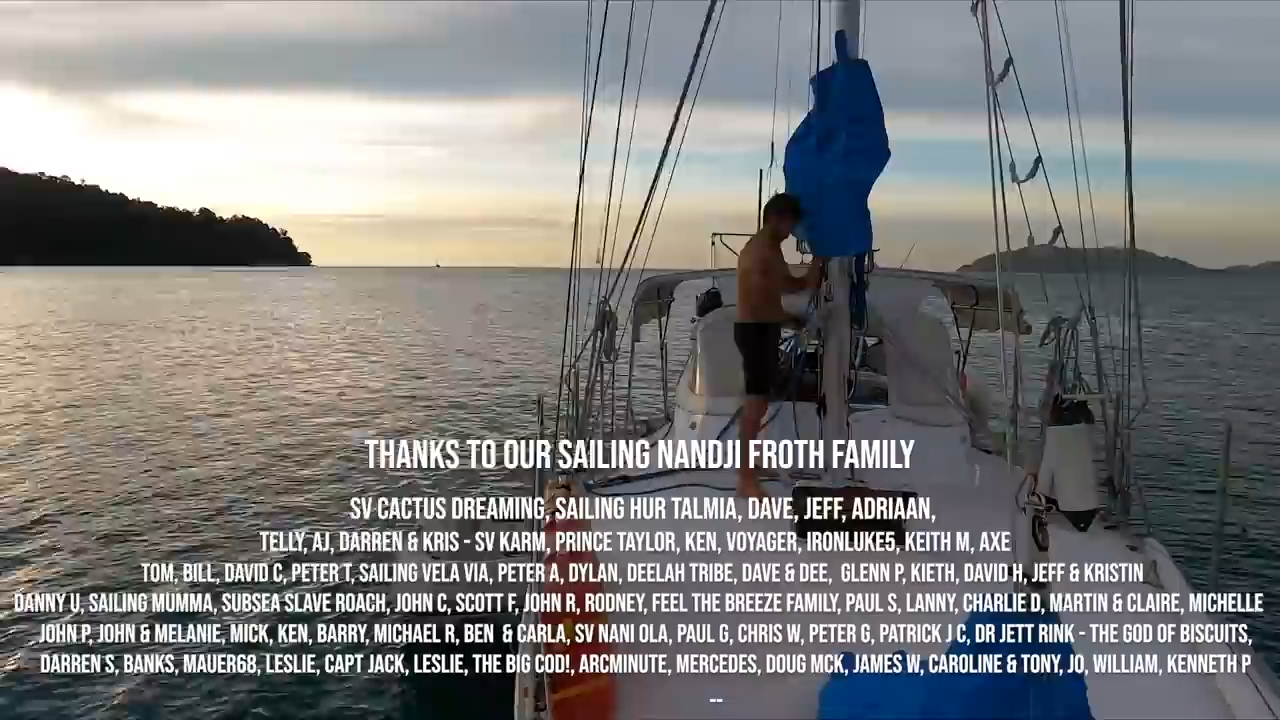 THANKS TO OUR SAILING NANDJI FROTH FAMILY
SV CACTUS DREAMING, SAILING HUR TALMIA, DAVE, JEFF, ADRIAAN,
TELLY, AJ, DARREN & KRIS - SV KARM, PRINCE TAYLOR, KEN, VOYAGER, IRONLUKE5, KEITH M, AXE
TOM, BILL, DAVID C, PETER T, SAILING VELA VIA, PETER A, DYLAN, DEELAH TRIBE, DAVE & DEE, GLENN P, KIETH, DAVID H, JEFF & KRISTIN
DANNY U, SAILING MUMMA, SUBSEA SLAVE ROACH, JOHN C, SCOTT F, JOHN R, RODNEY, FEEL THE BREEZE FAMILY, PAUL S, LANNY, CHARLIE D, MARTIN & CLAIRE, MICHELLE
JOHN P, JOHN & MELANIE, MICK, KEN, BARRY, MICHAEL R, BEN & CARLA, SV NANI OLA, PAUL G, CHRIS W, PETER G, PATRICK J C, DR JETT RINK - THE GOD OF BISCUITS,
DARREN S, BANKS, MAUER68, LESLIE, CAPT JACK, LESLIE, THE BIG COD!, ARCMINUTE, MERCEDES, DOUG MCK, JAMES W, CAROLINE & TONY, JO, WILLIAM, KENNETH P
--